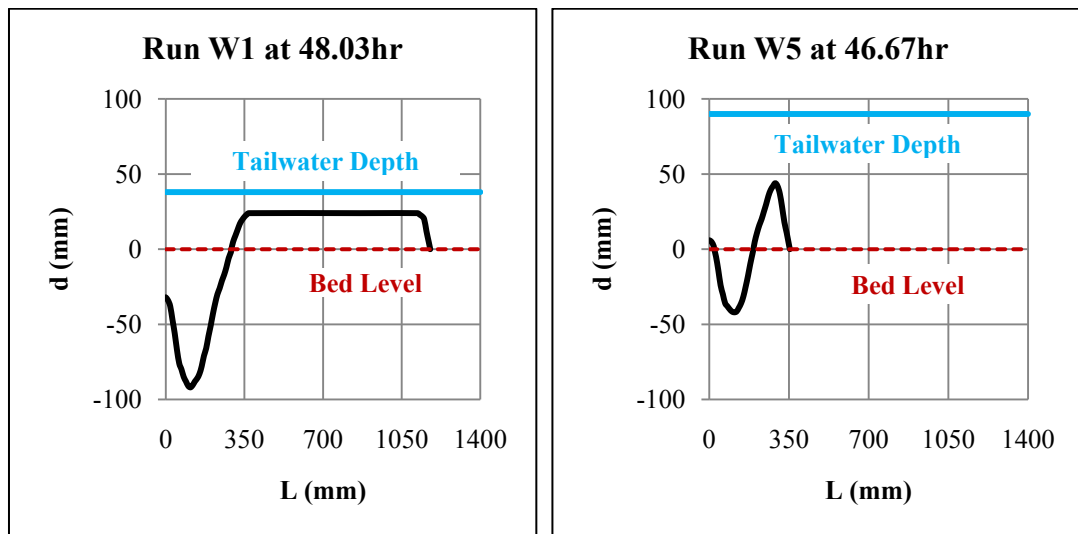 Run W1 at 48.03hr
100
50
0
-50
-100
d (mm)
Tailwater Depth
Bed Level
0 350 700 1050 1400
L (mm)
Run W5 at 46.67hr
100
50
0
-50
-100
d (mm)
Tailwater Depth
Bed Level
0 350 700 1050 1400
L (mm)